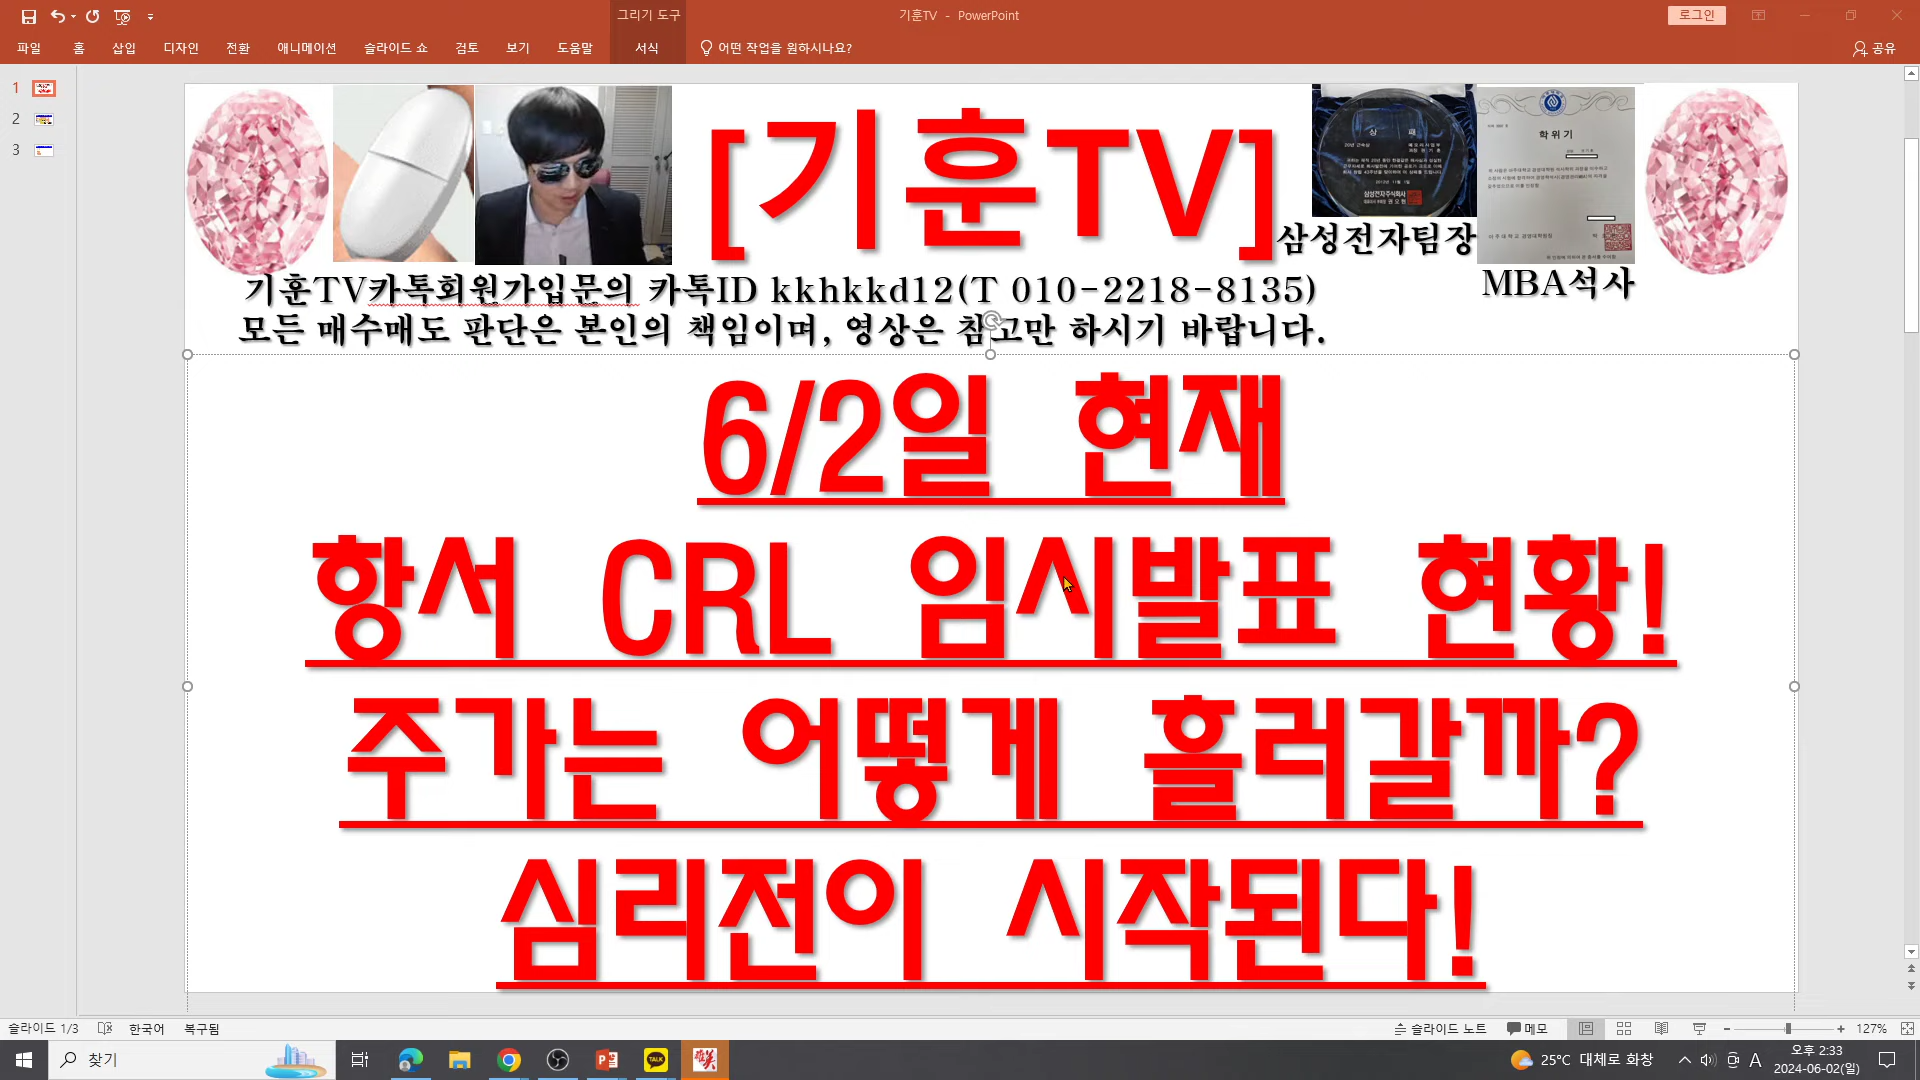 그리기 도구
기훈TV - PowerPoint
로그인
파일 홈 삽입 디자인 전환 애니메이션 슬라이드 쇼 검토 보기 도움말 서식 어떤 작업을 원하시나요? 공유
1
2
3
[기훈TV]
상 패
학 위 기
삼성전자팀장
MBA석사
기훈TV카톡회원가입문의 카톡ID kkhkkd12(T 010-2218-8135)
모든 매수매도 판단은 본인의 책임이며, 영상은 참고만 하시기 바랍니다.
6/2일 현재
항서 CRL 임시발표 현황!
주가는 어떻게 흘러갈까?
심리전이 시작된다!
슬라이드 1/3 한국어 복구됨 슬라이드 노트 메모 127%
찾기
TALK
25°C 대체로 화창
A
오후 2:33
2024-06-02(일)